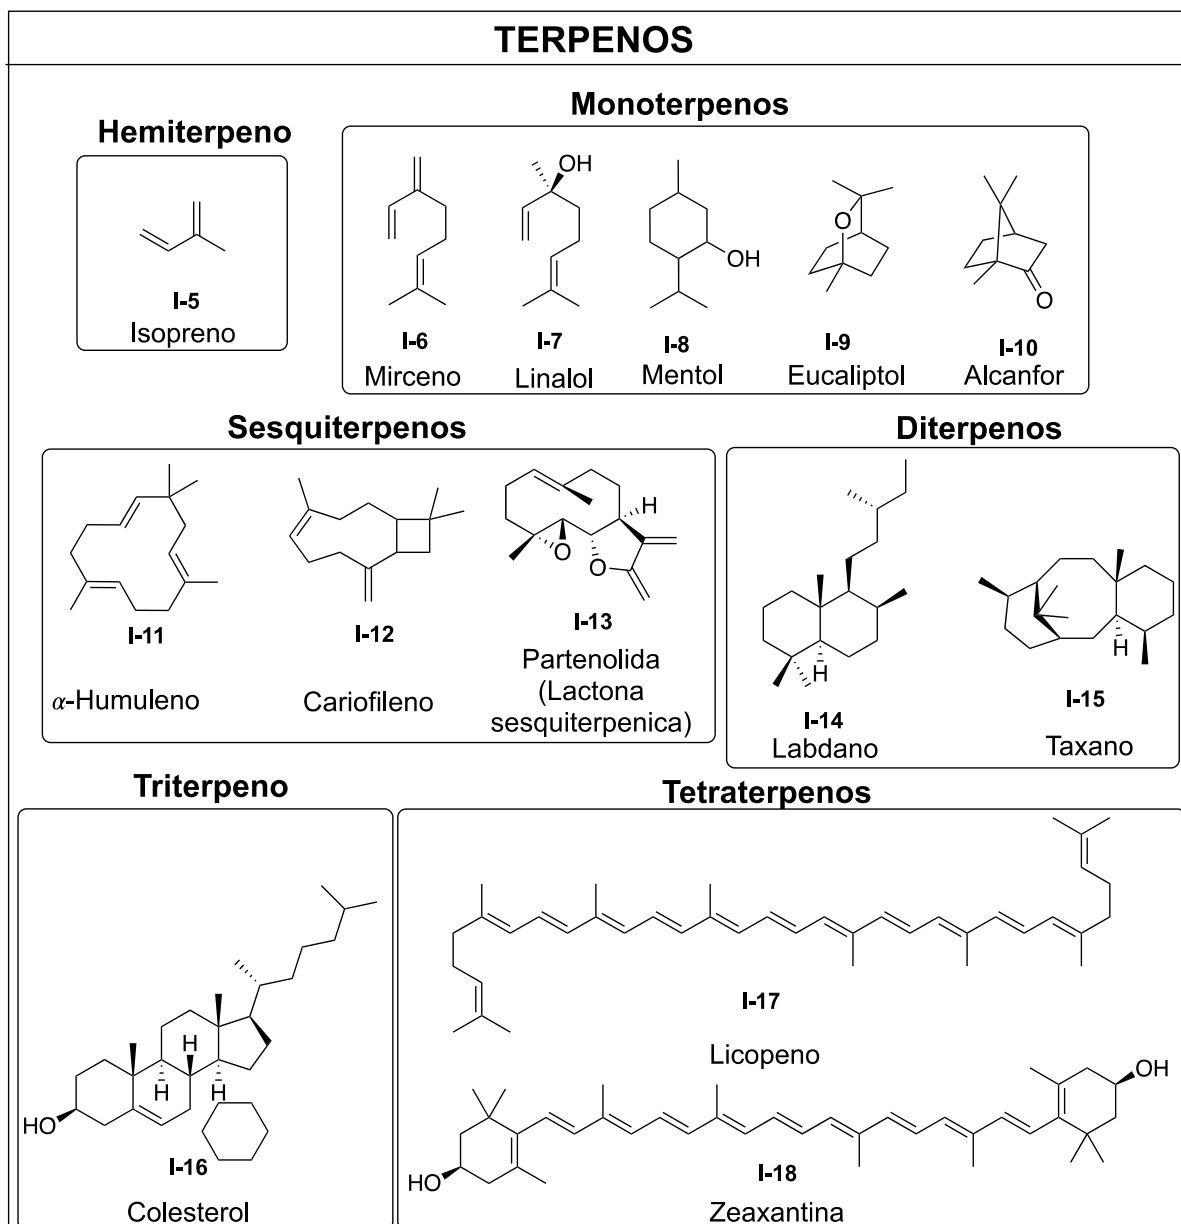 TERPENOS
Hemiterpeno
I-5
Isopreno
Monoterpenos
OH
OH
O
O
I-6
I-7
I-8
I-9
I-10
Mirceno
Linalol
Mentol
Eucaliptol
Alcanfor
Sesquiterpenos
H
O
O
I-11
I-12
I-13
α-Humuleno
Cariofileno
Partenolida
(Lactona
sesquiterpenica)
Diterpenos
H
H
I-14
I-15
Labdano
Taxano
Triterpeno
H
H
H
HO
I-16
Colesterol
Tetraterpenos
I-17
Licopeno
OH
HO
I-18
Zeaxantina